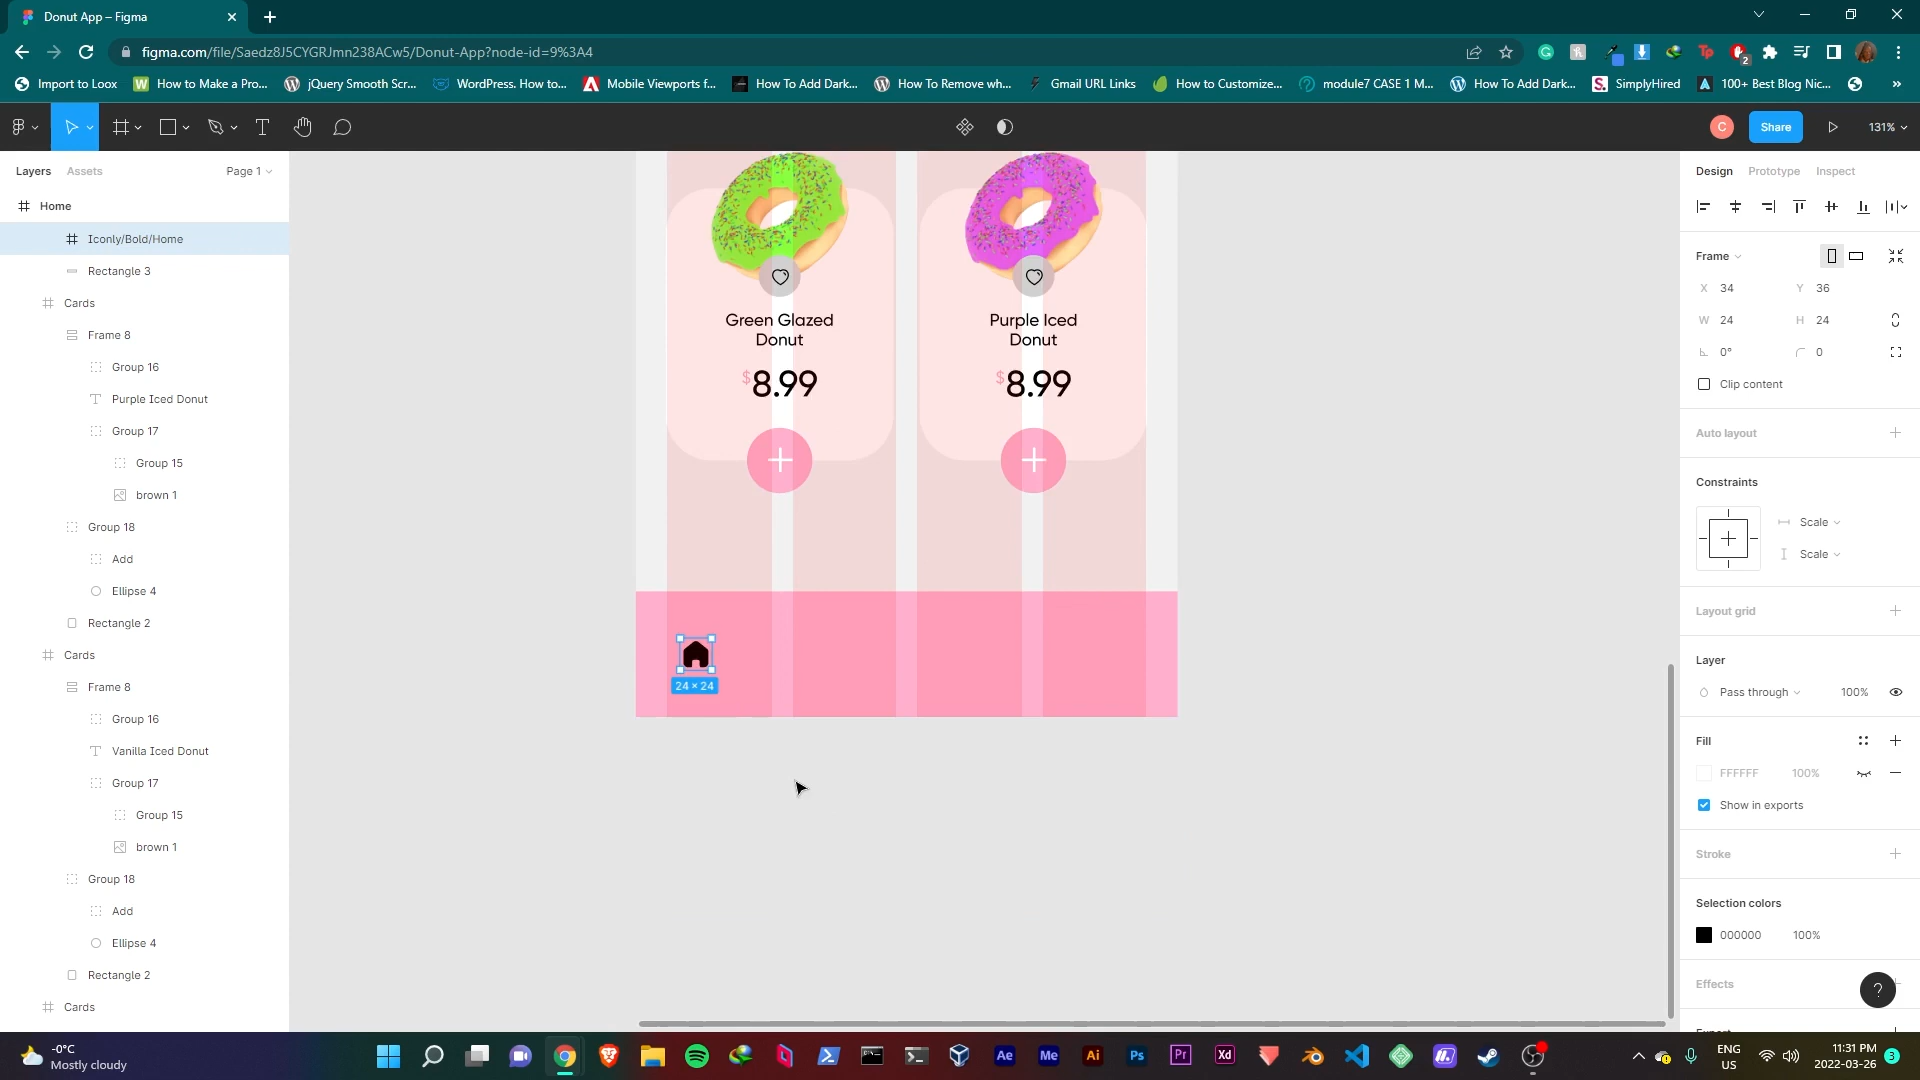 Donut App – Figma
figma.com/file/Saedz8J5CYGRJmn238ACw5/Donut-App?node-id=9%3A4
Import to Loox
How to Make a Pro...
jQuery Smooth Scr...
WordPress. How to...
Mobile Viewports f...
How To Add Dark...
How To Remove wh...
Gmail URL Links
How to Customize...
module7 CASE 1 M...
How To Add Dark...
SimplyHired
100+ Best Blog Nic...
C
Share
131%
Layers
Assets
Page 1
Design
Prototype
Inspect
Home
Iconly/Bold/Home
Rectangle 3
Cards
Frame 8
Group 16
Purple Iced Donut
Group 17
Group 15
brown 1
Group 18
Add
Ellipse 4
Rectangle 2
Cards
Frame 8
Group 16
Vanilla Iced Donut
Group 17
Group 15
brown 1
Group 18
Add
Ellipse 4
Rectangle 2
Cards
Green Glazed
Donut
$8.99
Purple Iced
Donut
$8.99
24 × 24
Frame
X 34
Y 36
W 24
H 24
0°
0
Clip content
Auto layout
Constraints
Scale
Scale
Layout grid
Layer
Pass through
100%
Fill
FFFFFF
100%
Show in exports
Stroke
Selection colors
000000
100%
Effects
?
-0°C
Mostly cloudy
Ae
Me
Ai
Ps
Pr
Xd
ENG
US
11:31 PM
2022-03-26
3